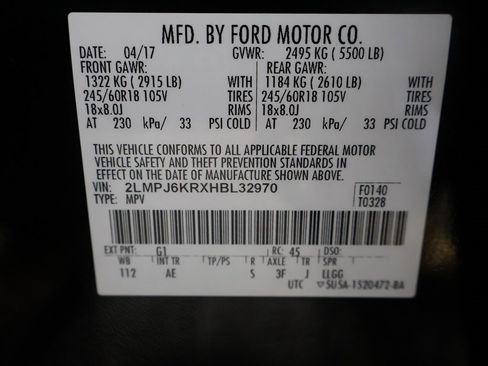 MFD. BY FORD MOTOR CO.
DATE: 04/17 GVWR: 2495 KG ( 5500 LB)
FRONT GAWR: REAR GAWR:
1322 KG ( 2915 LB) WITH 1184 KG ( 2610 LB) WITH
245/60R18 105V TIRES 245/60R18 105V TIRES
18x8.0J RIMS 18x8.0J RIMS
AT 230 kPa/ 33 PSI COLD AT 230 kPa/ 33 PSI COLD
THIS VEHICLE CONFORMS TO ALL APPLICABLE FEDERAL MOTOR
VEHICLE SAFETY AND THEFT PREVENTION STANDARDS IN
EFFECT ON THE DATE OF MANUFACTURE SHOWN ABOVE.
VIN: 2LMPJ6KRXHBL32970 F0140
TYPE: MPV T0328
EXT PNT: G1 RC: 45 DSO:
WB INT TR TP/PS R AXLE TR SPR
112 AE S 3F J LLGG
UTC ▽5U5A-1520472-BA